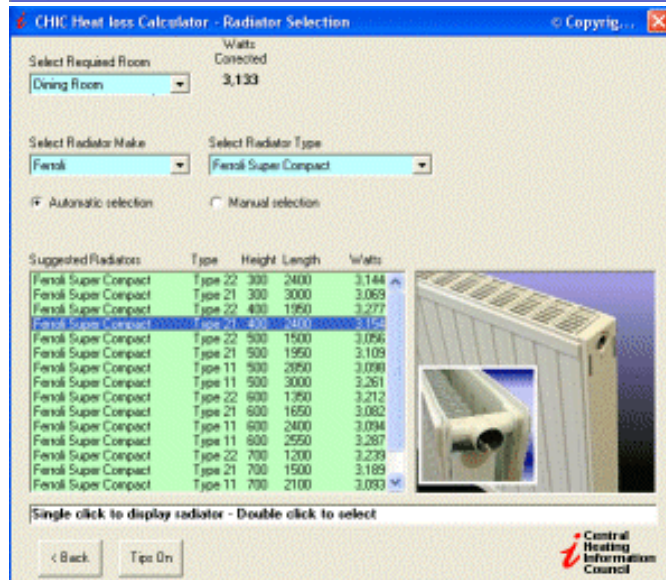 CHIC Heat loss Calculator - Radiator Selection © Copyrig...
Watts
Corrected
Select Required Room
Dining Room 3,133
Select Radiator Make Select Radiator Type
Ferroli Ferroli Super Compact
Automatic selection Manual selection
Suggested Radiators Type Height Length Watts
Ferroli Super Compact Type 22 300 2400 3,144
Ferroli Super Compact Type 21 300 3000 3,069
Ferroli Super Compact Type 22 400 1950 3,277
Ferroli Super Compact Type 21 400 2400 3,154
Ferroli Super Compact Type 22 500 1500 3,056
Ferroli Super Compact Type 21 500 1950 3,109
Ferroli Super Compact Type 11 500 2850 3,098
Ferroli Super Compact Type 11 500 3000 3,261
Ferroli Super Compact Type 22 600 1350 3,212
Ferroli Super Compact Type 21 600 1650 3,082
Ferroli Super Compact Type 11 600 2400 3,094
Ferroli Super Compact Type 11 600 2550 3,287
Ferroli Super Compact Type 22 700 1200 3,239
Ferroli Super Compact Type 21 700 1500 3,189
Ferroli Super Compact Type 11 700 2100 3,093
Single click to display radiator - Double click to select
< Back Tips On
Central
Heating
Information
Council